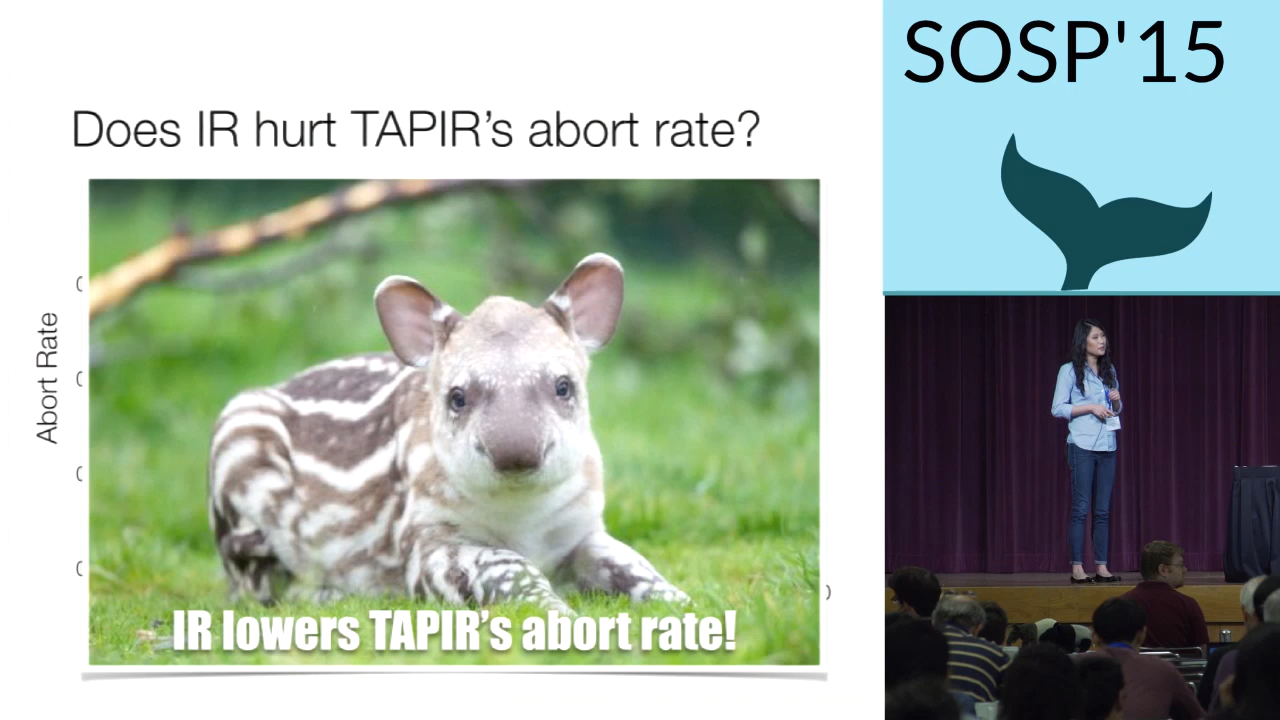 Does IR hurt TAPIR's abort rate?
Abort Rate
IR lowers TAPIR's abort rate!
SOSP'15